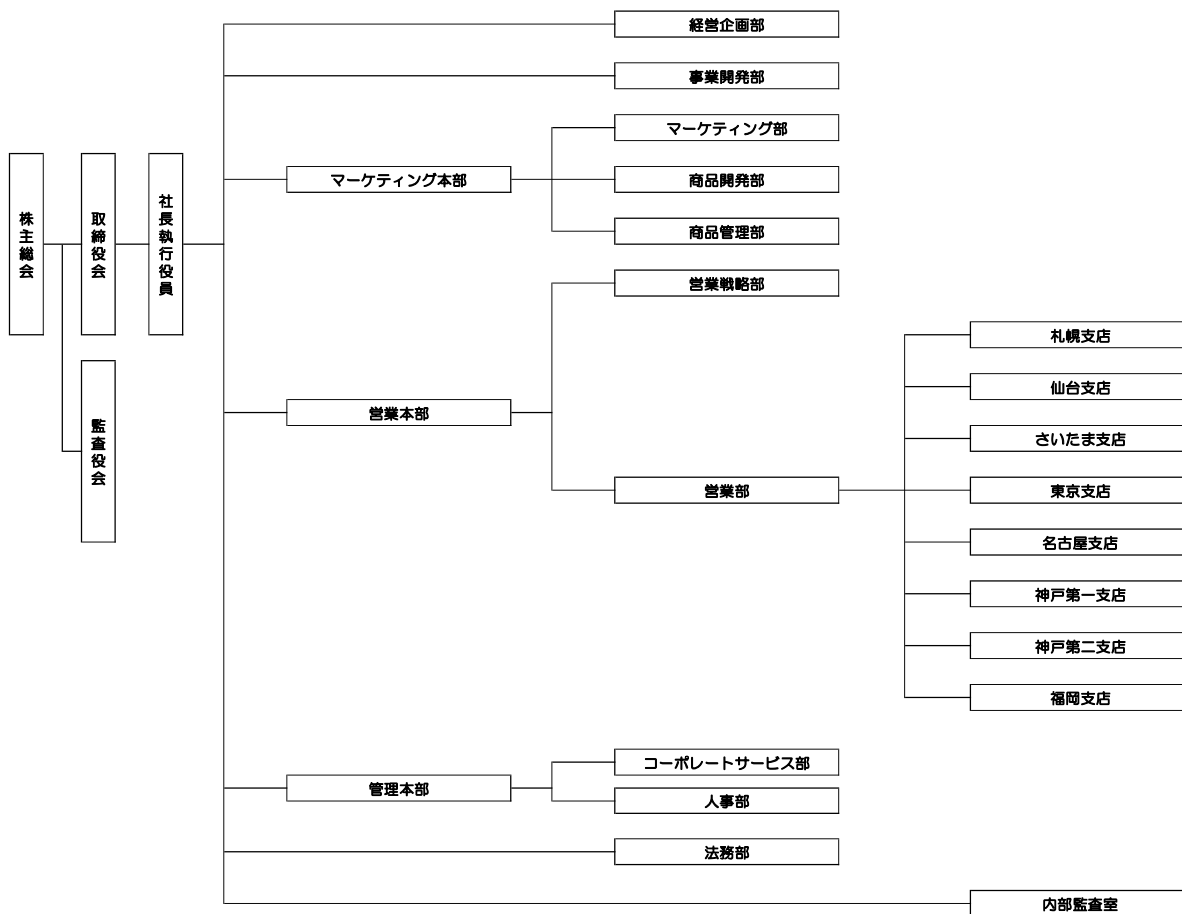 株主総会
取締役会
監査役会
社長執行役員
経営企画部
事業開発部
マーケティング本部
マーケティング部
商品開発部
商品管理部
営業本部
営業戦略部
営業部
札幌支店
仙台支店
さいたま支店
東京支店
名古屋支店
神戸第一支店
神戸第二支店
福岡支店
管理本部
コーポレートサービス部
人事部
法務部
内部監査室